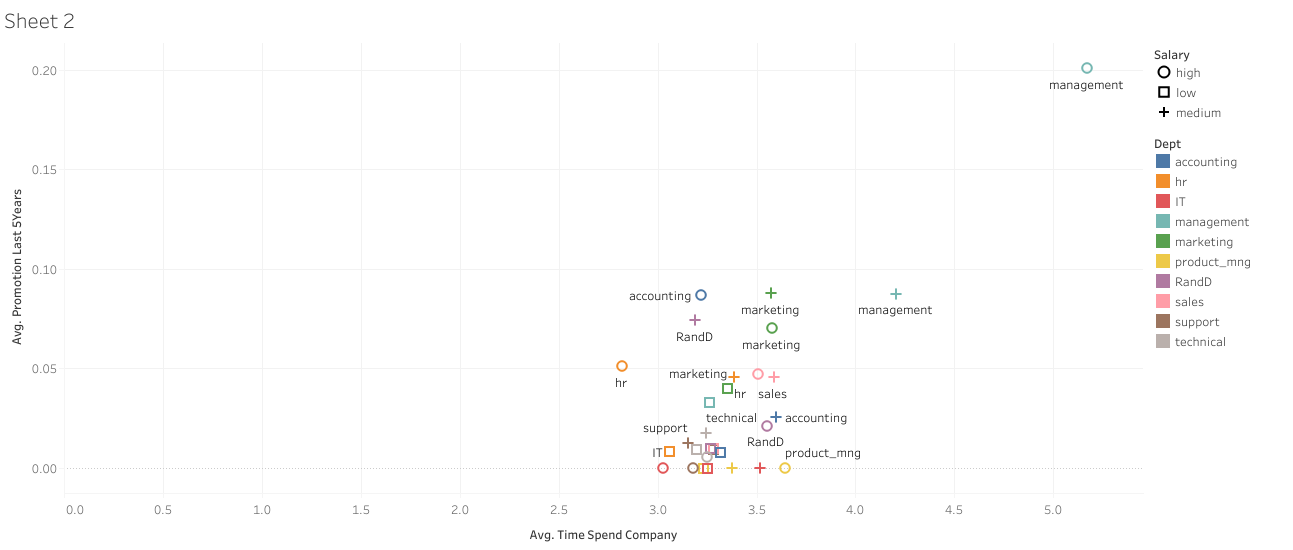 Sheet 2
0.20
0.15
0.10
0.05
0.00
Avg. Promotion Last 5Years
management
accounting
marketing
management
RandD
marketing
hr
marketing
hr
sales
technical
accounting
support
RandD
IT
product_mng
0.0
0.5
1.0
1.5
2.0
2.5
3.0
3.5
4.0
4.5
5.0
Avg. Time Spend Company
Salary
high
low
medium
Dept
accounting
hr
IT
management
marketing
product_mng
RandD
sales
support
technical